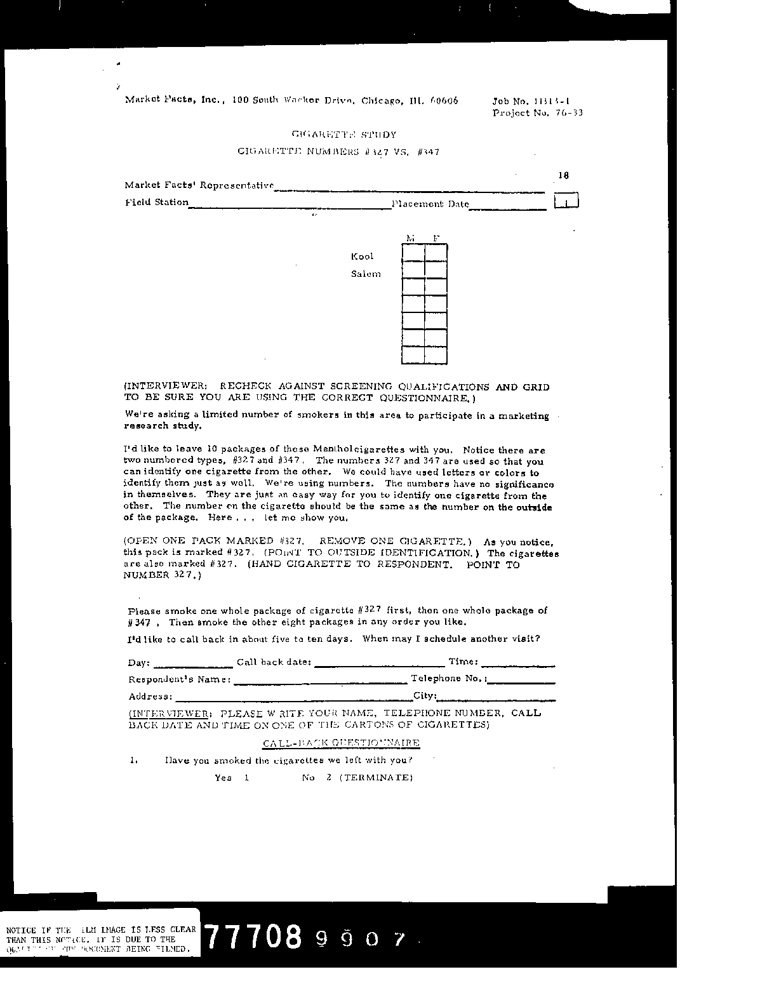 Market Facts, Inc., 100 South Wacker Drive, Chicago, Ill. 60606 Job No.
Project No. 76-33
CIGARETTE STUDY
CIGARETTE NUMBERS #327 VS. #347
18
Market Facts' Representative
Field Station Placement Date 1
M F
Kool
Salem
(INTERVIEWER: RECHECK AGAINST SCREENING QUALIFICATIONS AND GRID
TO BE SURE YOU ARE USING THE CORRECT QUESTIONNAIRE.)
We're asking a limited number of smokers in this area to participate in a marketing
research study.
I'd like to leave 10 packages of these Menthol cigarettes with you. Notice there are
two numbered types, #327 and #347. The numbers 327 and 347 are used so that you
can identify one cigarette from the other. We could have used letters or colors to
identify them just as well. We're using numbers. The numbers have no significance
in themselves. They are just an easy way for you to identify one cigarette from the
other. The number on the cigarette should be the same as the number on the outside
of the package. Here . . . let me show you.
(OPEN ONE PACK MARKED #327. REMOVE ONE CIGARETTE.) As you notice,
this pack is marked #327. (POINT TO OUTSIDE IDENTIFICATION.) The cigarettes
are also marked #327. (HAND CIGARETTE TO RESPONDENT. POINT TO
NUMBER 327.)
Please smoke one whole package of cigarette #327 first, then one whole package of
#347 . Then smoke the other eight packages in any order you like.
I'd like to call back in about five to ten days. When may I schedule another visit?
Day: Call back date: Time:
Respondent's Name: Telephone No.:
Address: City:
(INTERVIEWER: PLEASE WRITE YOUR NAME, TELEPHONE NUMBER, CALL
BACK DATE AND TIME ON ONE OF THE CARTONS OF CIGARETTES)
CALL-BACK QUESTIONNAIRE
1. Have you smoked the cigarettes we left with you?
Yes 1 No 2 (TERMINATE)
NOTICE IF THE FILM IMAGE IS LESS CLEAR
THAN THIS NOTICE, IT IS DUE TO THE
DOCUMENT BEING FILMED.
77708 9907